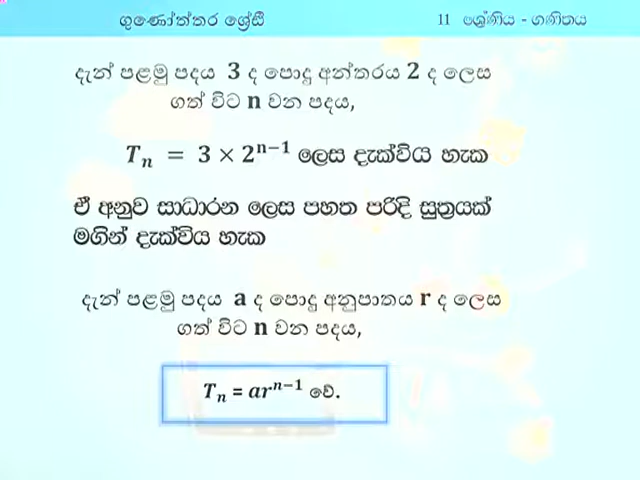 ගුණෝත්තර ශ්‍රේඪී
11 ශ්‍රේණිය - ගණිතය
දැන් පළමු පදය 3 ද පොදු අන්තරය 2 ද ලෙස
ගත් විට n වන පදය,
Tₙ = 3 × 2ⁿ⁻¹ ලෙස දැක්විය හැක
ඒ අනුව සාධාරන ලෙස පහත පරිදි සුත්‍රයක්
මගින් දැක්විය හැක
දැන් පළමු පදය a ද පොදු අනුපාතය r ද ලෙස
ගත් විට n වන පදය,
Tₙ = arⁿ⁻¹ වේ.